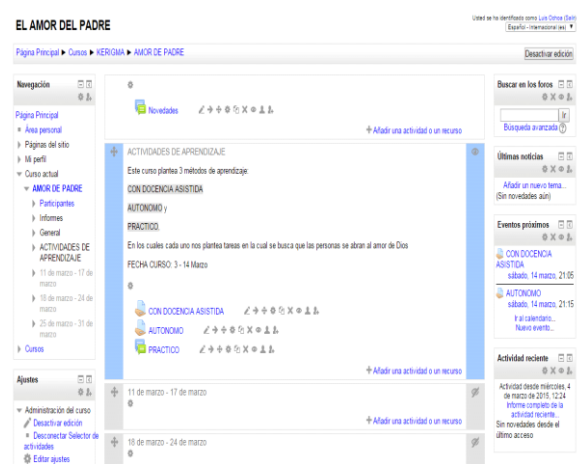 EL AMOR DEL PADRE
Usted se ha identificado como Luis Ochoa (Salir)
Español - Internacional (es)
Página Principal ► Cursos ► KERIGMA ► AMOR DE PADRE
Desactivar edición
Navegación
Página Principal
Área personal
Páginas del sitio
Mi perfil
Curso actual
AMOR DE PADRE
Participantes
Informes
General
ACTIVIDADES DE
APRENDIZAJE
11 de marzo - 17 de
marzo
18 de marzo - 24 de
marzo
25 de marzo - 31 de
marzo
Cursos
Ajustes
Administración del curso
Desactivar edición
Desconectar Selector de
actividades
Editar ajustes
Novedades
Añadir una actividad o un recurso
ACTIVIDADES DE APRENDIZAJE
Este curso plantea 3 métodos de aprendizaje:
CON DOCENCIA ASISTIDA
AUTONOMO y
PRACTICO.
En los cuales cada uno nos plantea tareas en la cual se busca que las personas se abran al amor de Dios
FECHA CURSO: 3 - 14 Marzo
CON DOCENCIA ASISTIDA
AUTONOMO
PRACTICO
Añadir una actividad o un recurso
11 de marzo - 17 de marzo
Añadir una actividad o un recurso
18 de marzo - 24 de marzo
Buscar en los foros
Ir
Búsqueda avanzada
Últimas noticias
Añadir un nuevo tema...
(Sin novedades aún)
Eventos próximos
CON DOCENCIA
ASISTIDA
sábado, 14 marzo, 21:05
AUTONOMO
sábado, 14 marzo, 21:15
Ir al calendario...
Nuevo evento...
Actividad reciente
Actividad desde miércoles, 4
de marzo de 2015, 12:24
Informe completo de la
actividad reciente...
Sin novedades desde el
último acceso